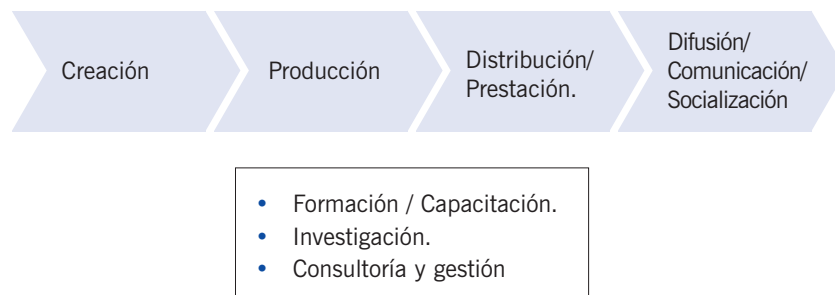 Creación
Producción
Distribución/
Prestación.
Difusión/
Comunicación/
Socialización
• Formación / Capacitación.
• Investigación.
• Consultoría y gestión